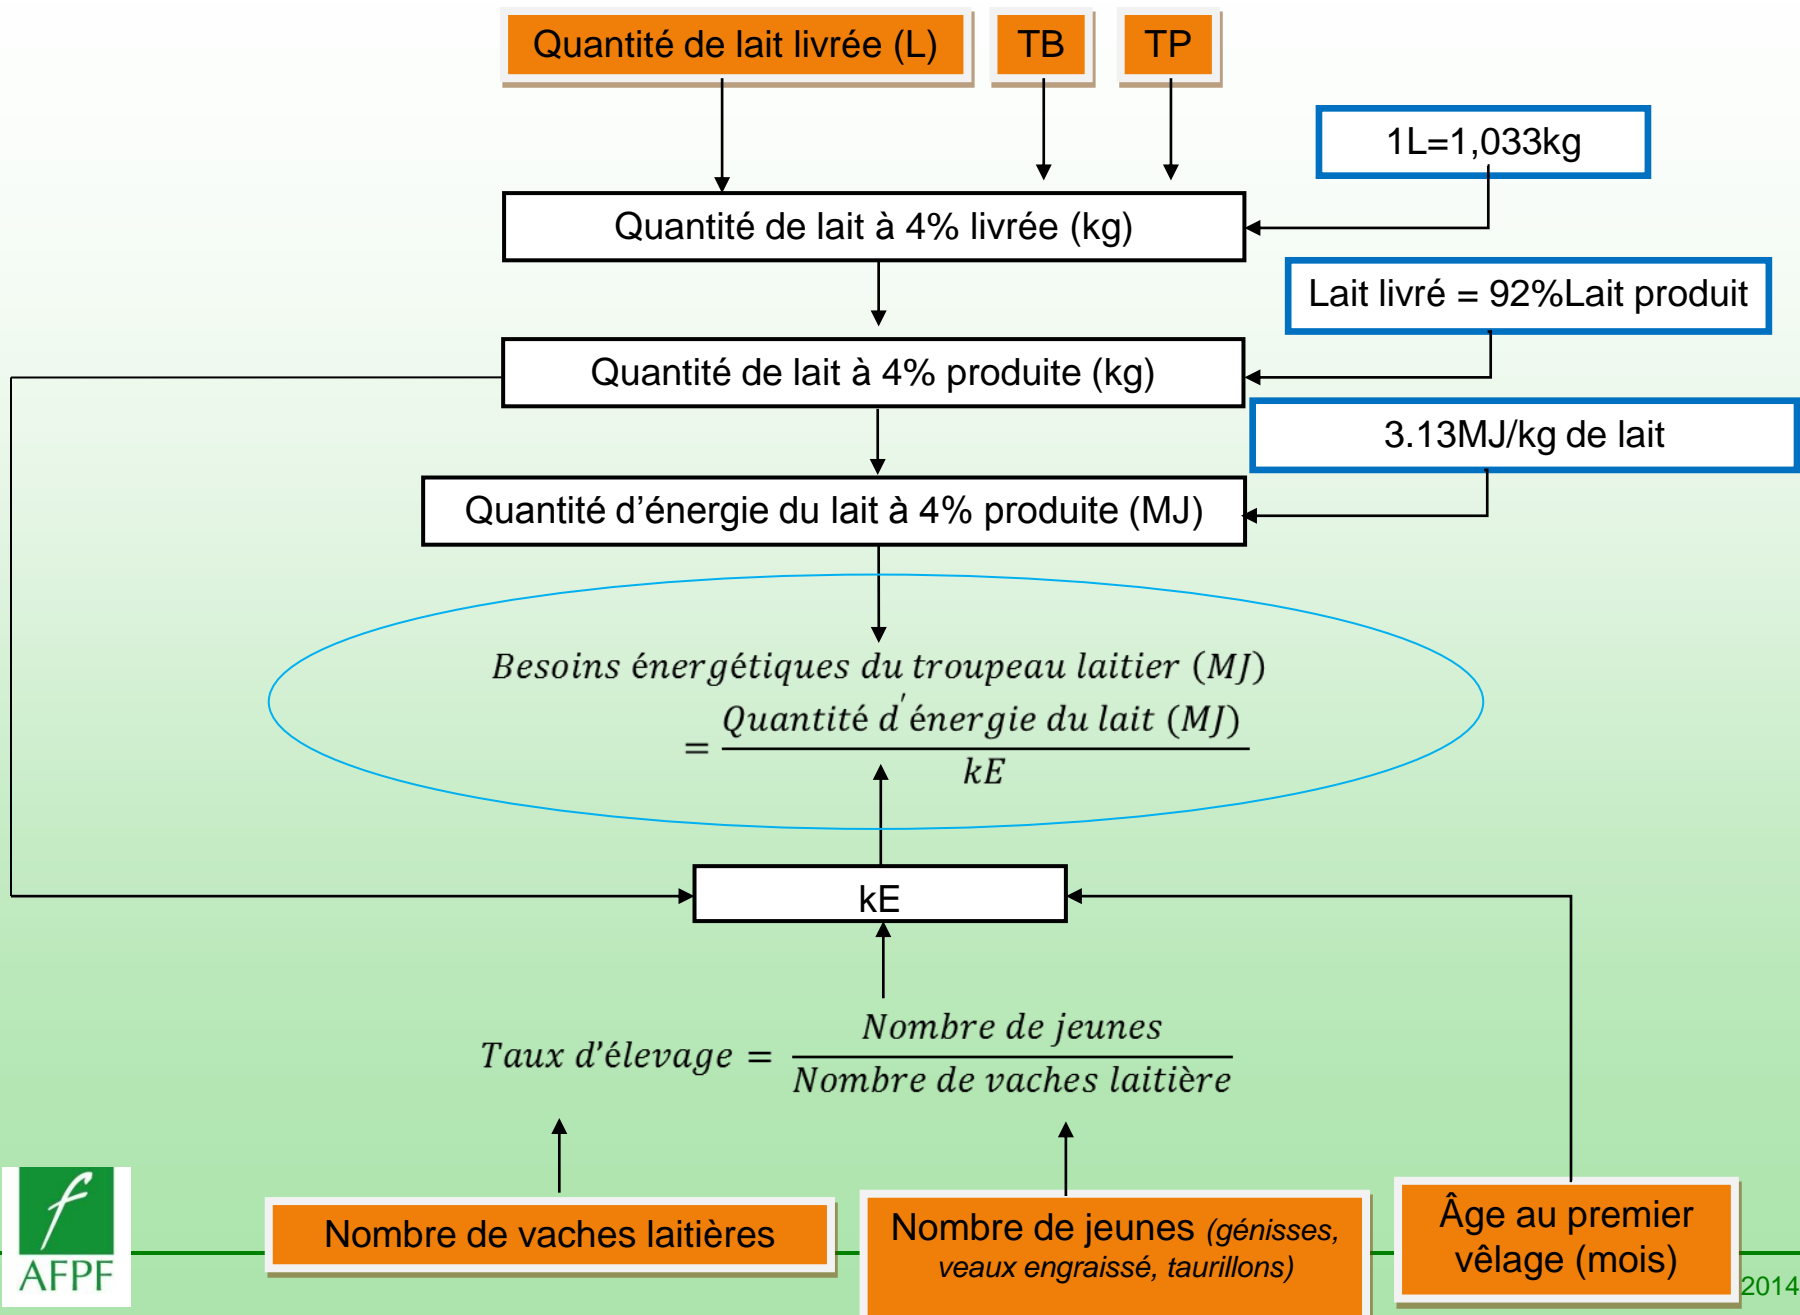 Quantité de lait livrée (L)
TB
TP
1L=1,033kg
Quantité de lait à 4% livrée (kg)
Lait livré = 92%Lait produit
Quantité de lait à 4% produite (kg)
3.13MJ/kg de lait
Quantité d’énergie du lait à 4% produite (MJ)
Besoins énergétiques du troupeau laitier (MJ)
= Quantité d'énergie du lait (MJ)
kE
kE
Taux d'élevage = Nombre de jeunes
Nombre de vaches laitière
Nombre de vaches laitières
Nombre de jeunes (génisses,
veaux engraissé, taurillons)
Âge au premier
vêlage (mois)
f
AFPF
2014